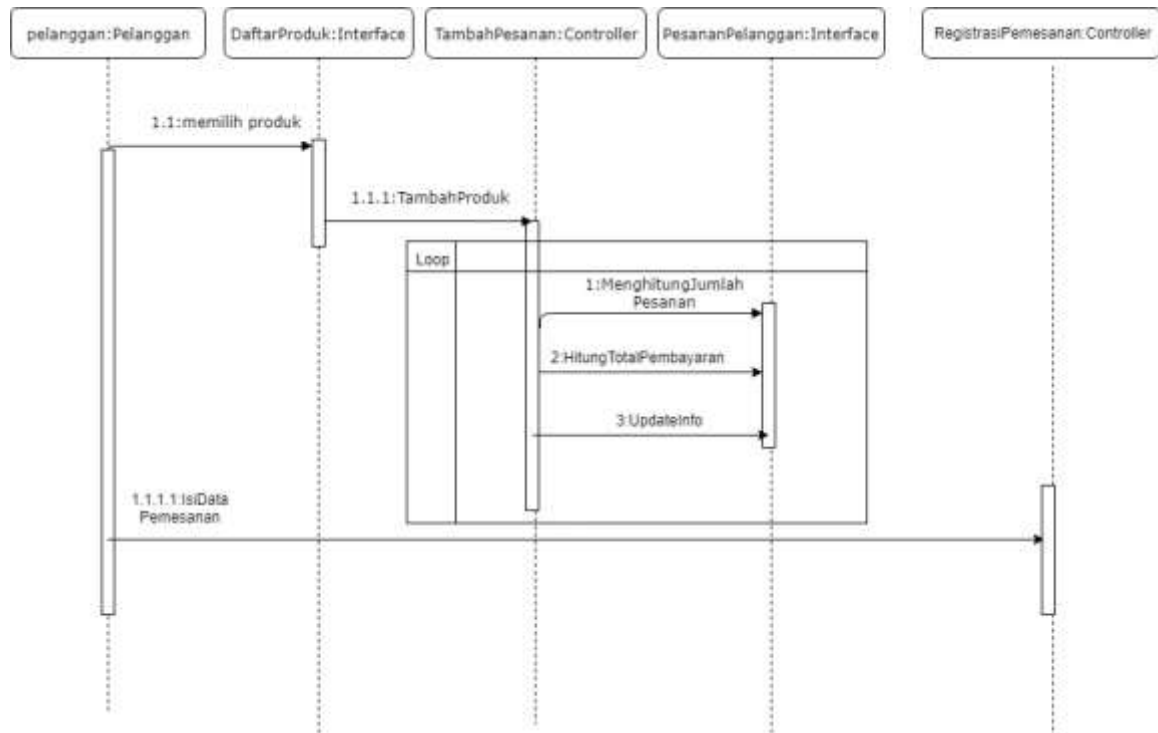 pelanggan:Pelanggan
DaftarProduk:Interface
TambahPesanan:Controller
PesananPelanggan:Interface
RegistrasiPemesanan:Controller
1.1:memilih produk
1.1.1:TambahProduk
Loop
1:MenghitungJumlah
Pesanan
2:HitungTotalPembayaran
3:UpdateInfo
1.1.1.1:IsiData
Pemesanan